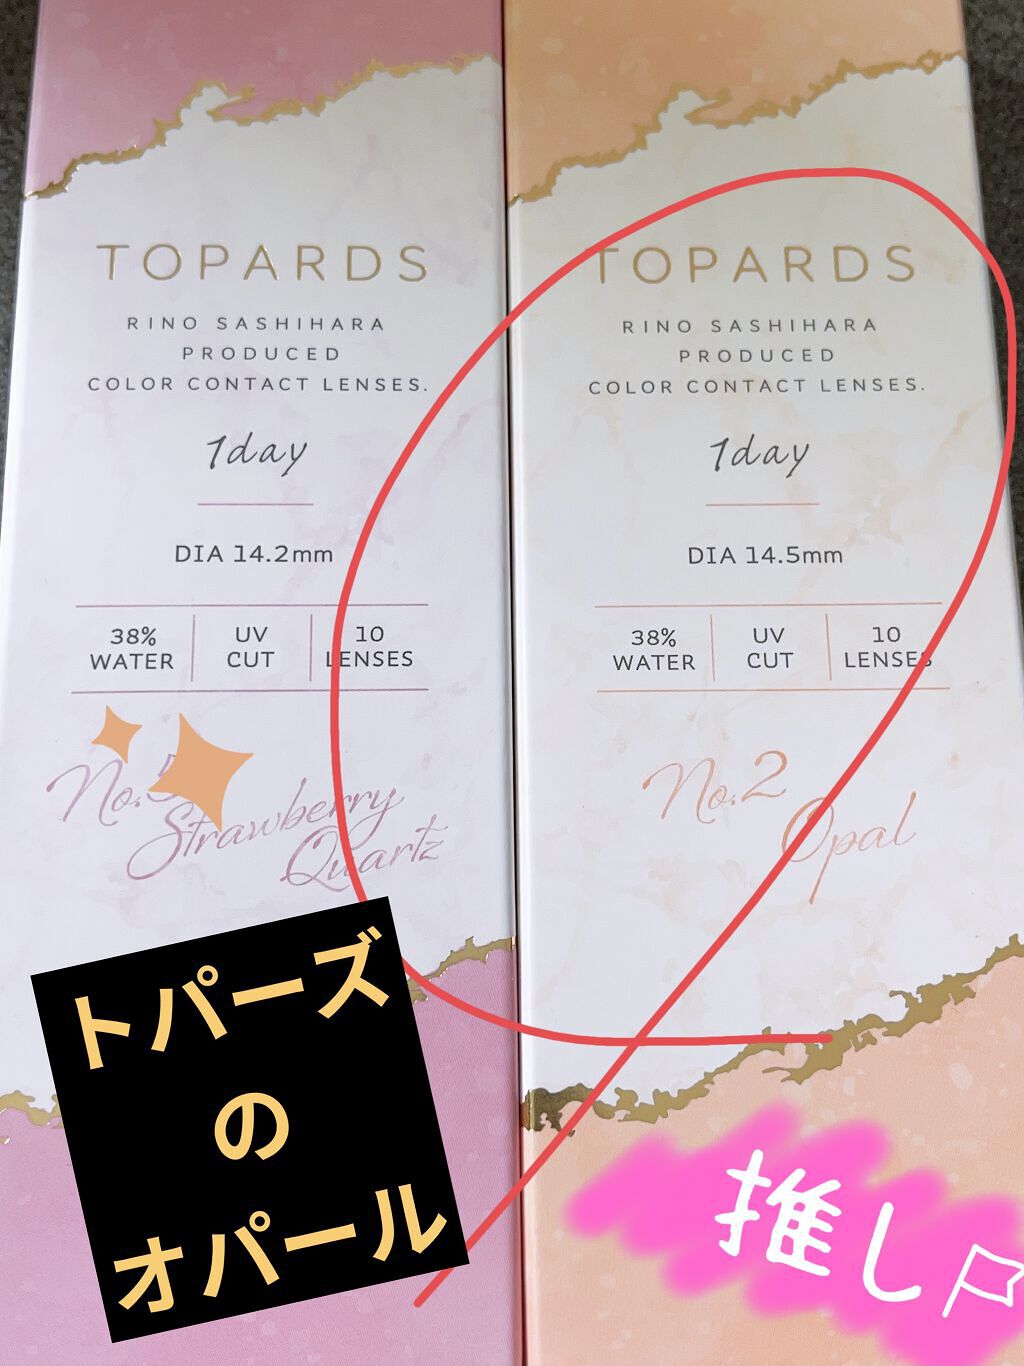 TOPARDS
RINO SASHIHARA
PRODUCED
COLOR CONTACT LENSES.
1day
DIA 14.2mm
38%
WATER
UV
CUT
10
LENSES
No.5
Strawberry
Quartz
TOPARDS
RINO SASHIHARA
PRODUCED
COLOR CONTACT LENSES.
1day
DIA 14.5mm
38%
WATER
UV
CUT
10
LENSES
No.2
Opal
トパーズ
の
オパール
推し